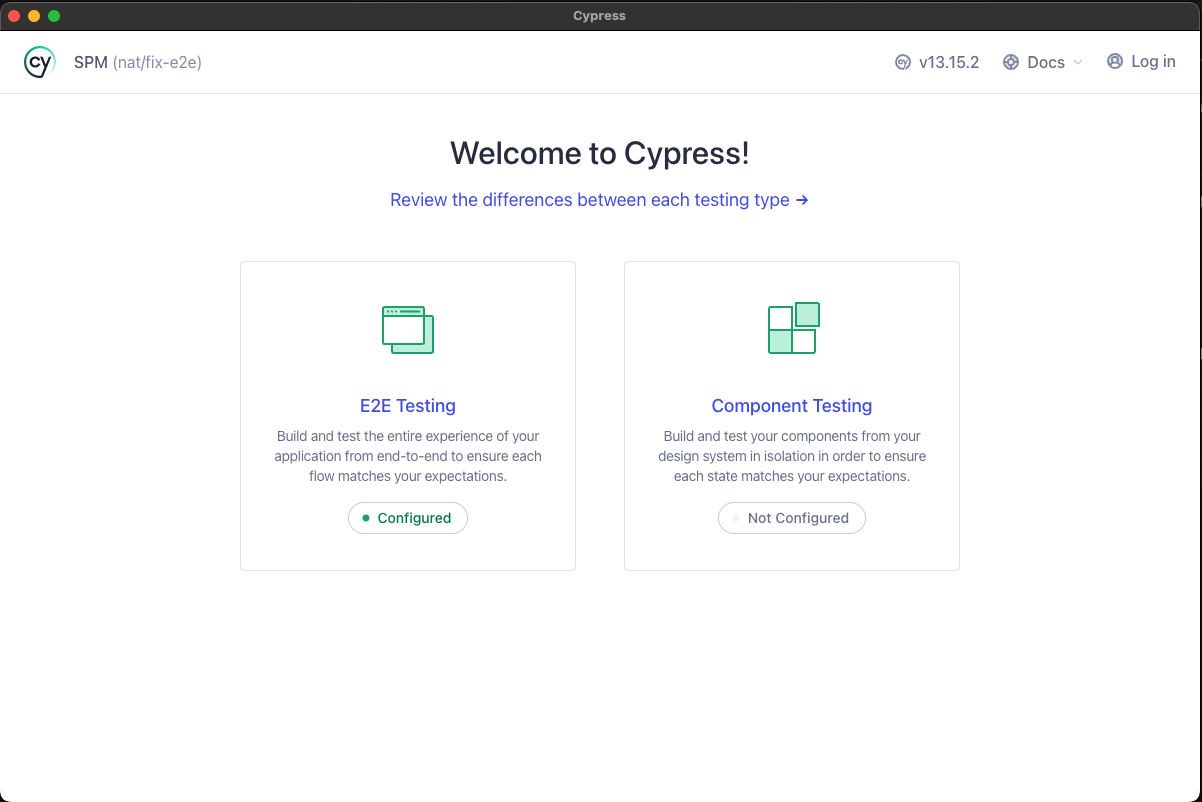 Cypress
cy SPM (nat/fix-e2e) cy v13.15.2 Docs Log in
Welcome to Cypress!
Review the differences between each testing type →
E2E Testing
Build and test the entire experience of your
application from end-to-end to ensure each
flow matches your expectations.
Configured
Component Testing
Build and test your components from your
design system in isolation in order to ensure
each state matches your expectations.
Not Configured